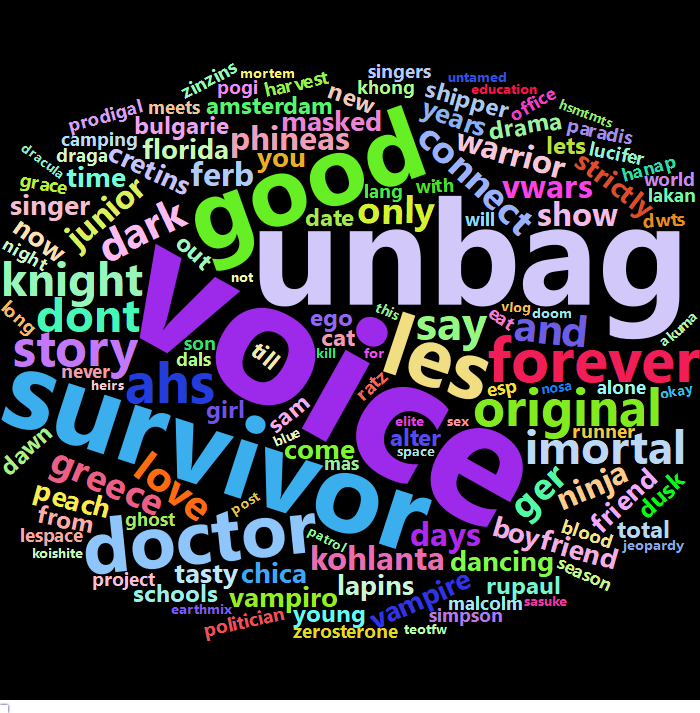 mortem
singers
untamed
zinzins
pogi
harvest
khong
education
prodigal
meets
amsterdam
new
shipper
office
hsmtmts
camping
bulgarie
masked
years
drama
paradis
dracula
draga
cretins
florida
phineas
good
connect
warrior
lets
lucifer
grace
time
ferb
you
strictly
hanap
world
singer
junior
dark
lang
with
vwars
lakan
now
date
only
will
show
dwts
night
out
unbag
knight
not
long
dont
voice
this
vlog
doom
akuma
ego
les
say
eat
and
story
son
cat
till
dals
kill
for
forever
never
heirs
ahs
ratz
esp
nosa
alone
okay
survivor
girl
sam
elite
sex
original
blue
alter
runner
dawn
come
space
imortal
greece
love
mas
peach
ger
ninja
friend
dusk
from
ghost
post
doctor
days
boyfriend
blood
total
lespace
patrol
jeopardy
koishite
kohlanta
dancing
season
project
tasty
chica
lapins
rupaul
schools
vampiro
vampire
malcolm
sasuke
earthmix
young
simpson
politician
zerosterone
teotfw